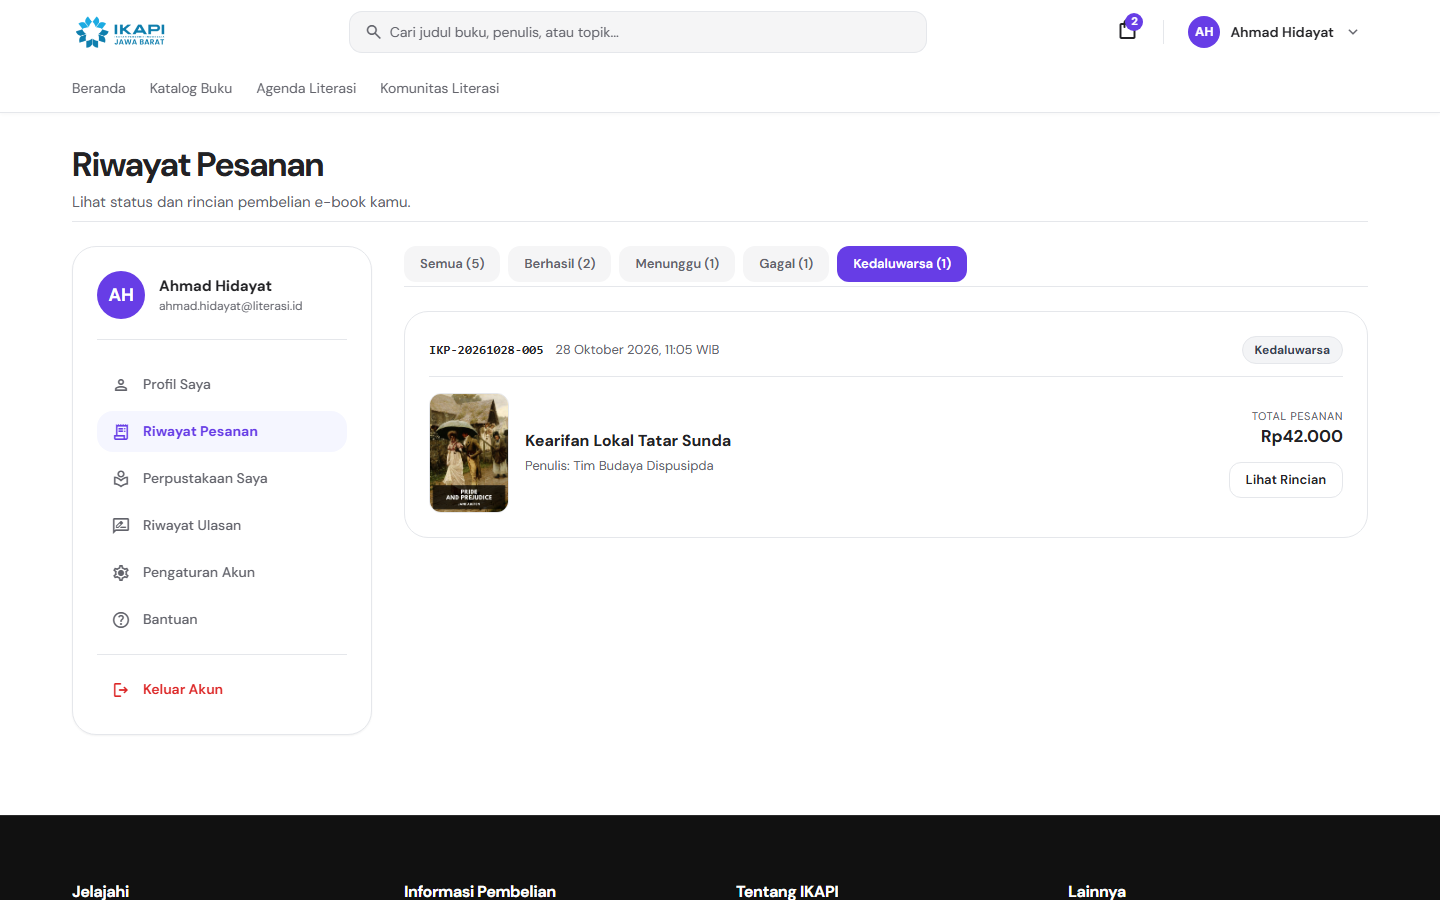 IKAPI
JAWA BARAT
Cari judul buku, penulis, atau topik...
2
AH
Ahmad Hidayat
Beranda
Katalog Buku
Agenda Literasi
Komunitas Literasi
Riwayat Pesanan
Lihat status dan rincian pembelian e-book kamu.
AH
Ahmad Hidayat
ahmad.hidayat@literasi.id
Profil Saya
Riwayat Pesanan
Perpustakaan Saya
Riwayat Ulasan
Pengaturan Akun
Bantuan
Keluar Akun
Semua (5)
Berhasil (2)
Menunggu (1)
Gagal (1)
Kedaluwarsa (1)
IKP-20261028-005
28 Oktober 2026, 11:05 WIB
Kedaluwarsa
PRIDE
AND PREJUDICE
Kearifan Lokal Tatar Sunda
Penulis: Tim Budaya Dispusipda
TOTAL PESANAN
Rp42.000
Lihat Rincian
Jelajahi
Informasi Pembelian
Tentang IKAPI
Lainnya